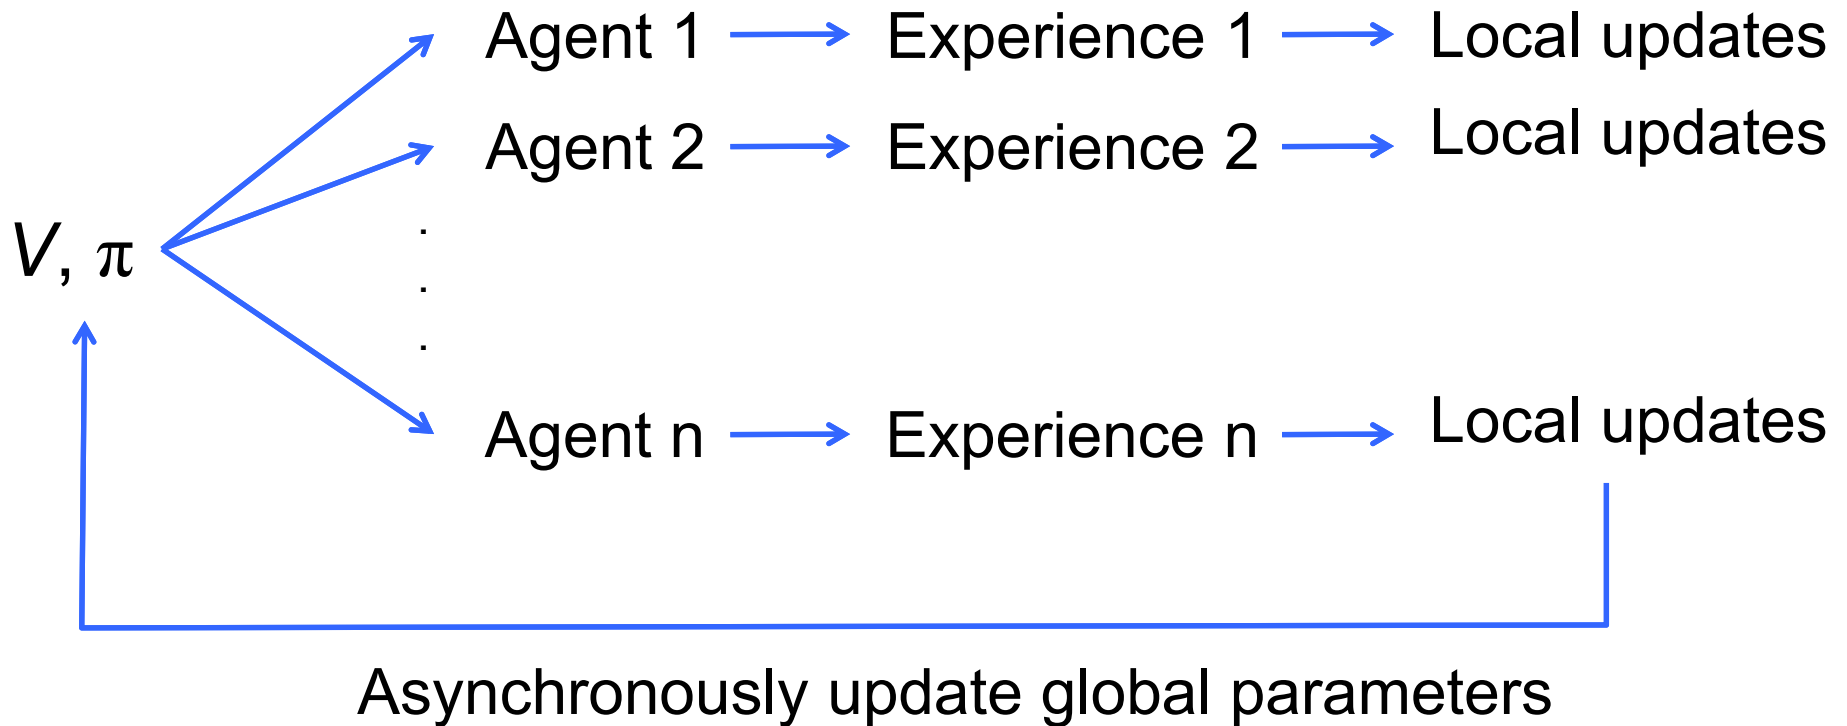 Agent 1 Experience 1 Local updates
Agent 2 Experience 2 Local updates
V, π
.
.
.
Agent n Experience n Local updates
Asynchronously update global parameters